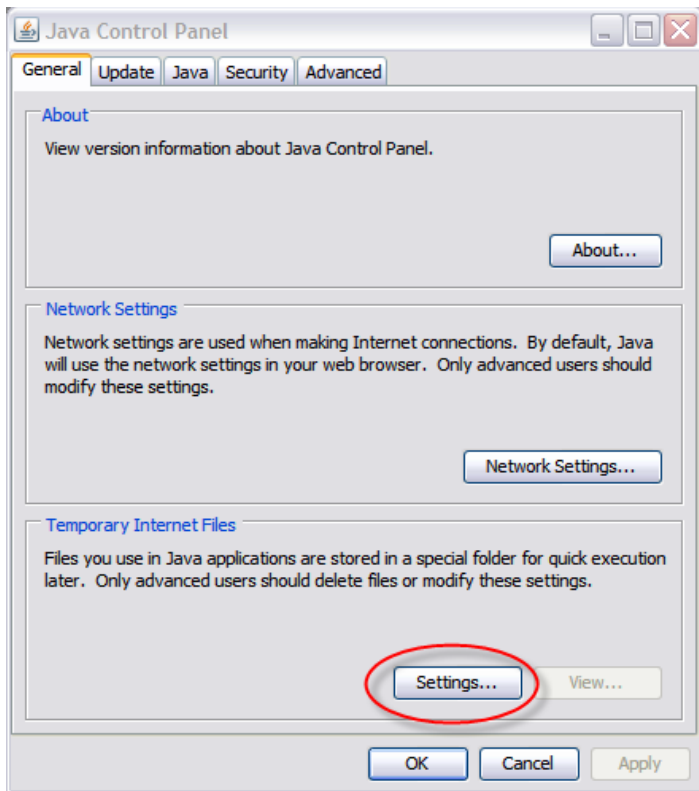 Java Control Panel
General Update Java Security Advanced
About
View version information about Java Control Panel.
About...
Network Settings
Network settings are used when making Internet connections. By default, Java
will use the network settings in your web browser. Only advanced users should
modify these settings.
Network Settings...
Temporary Internet Files
Files you use in Java applications are stored in a special folder for quick execution
later. Only advanced users should delete files or modify these settings.
Settings... View...
OK Cancel Apply